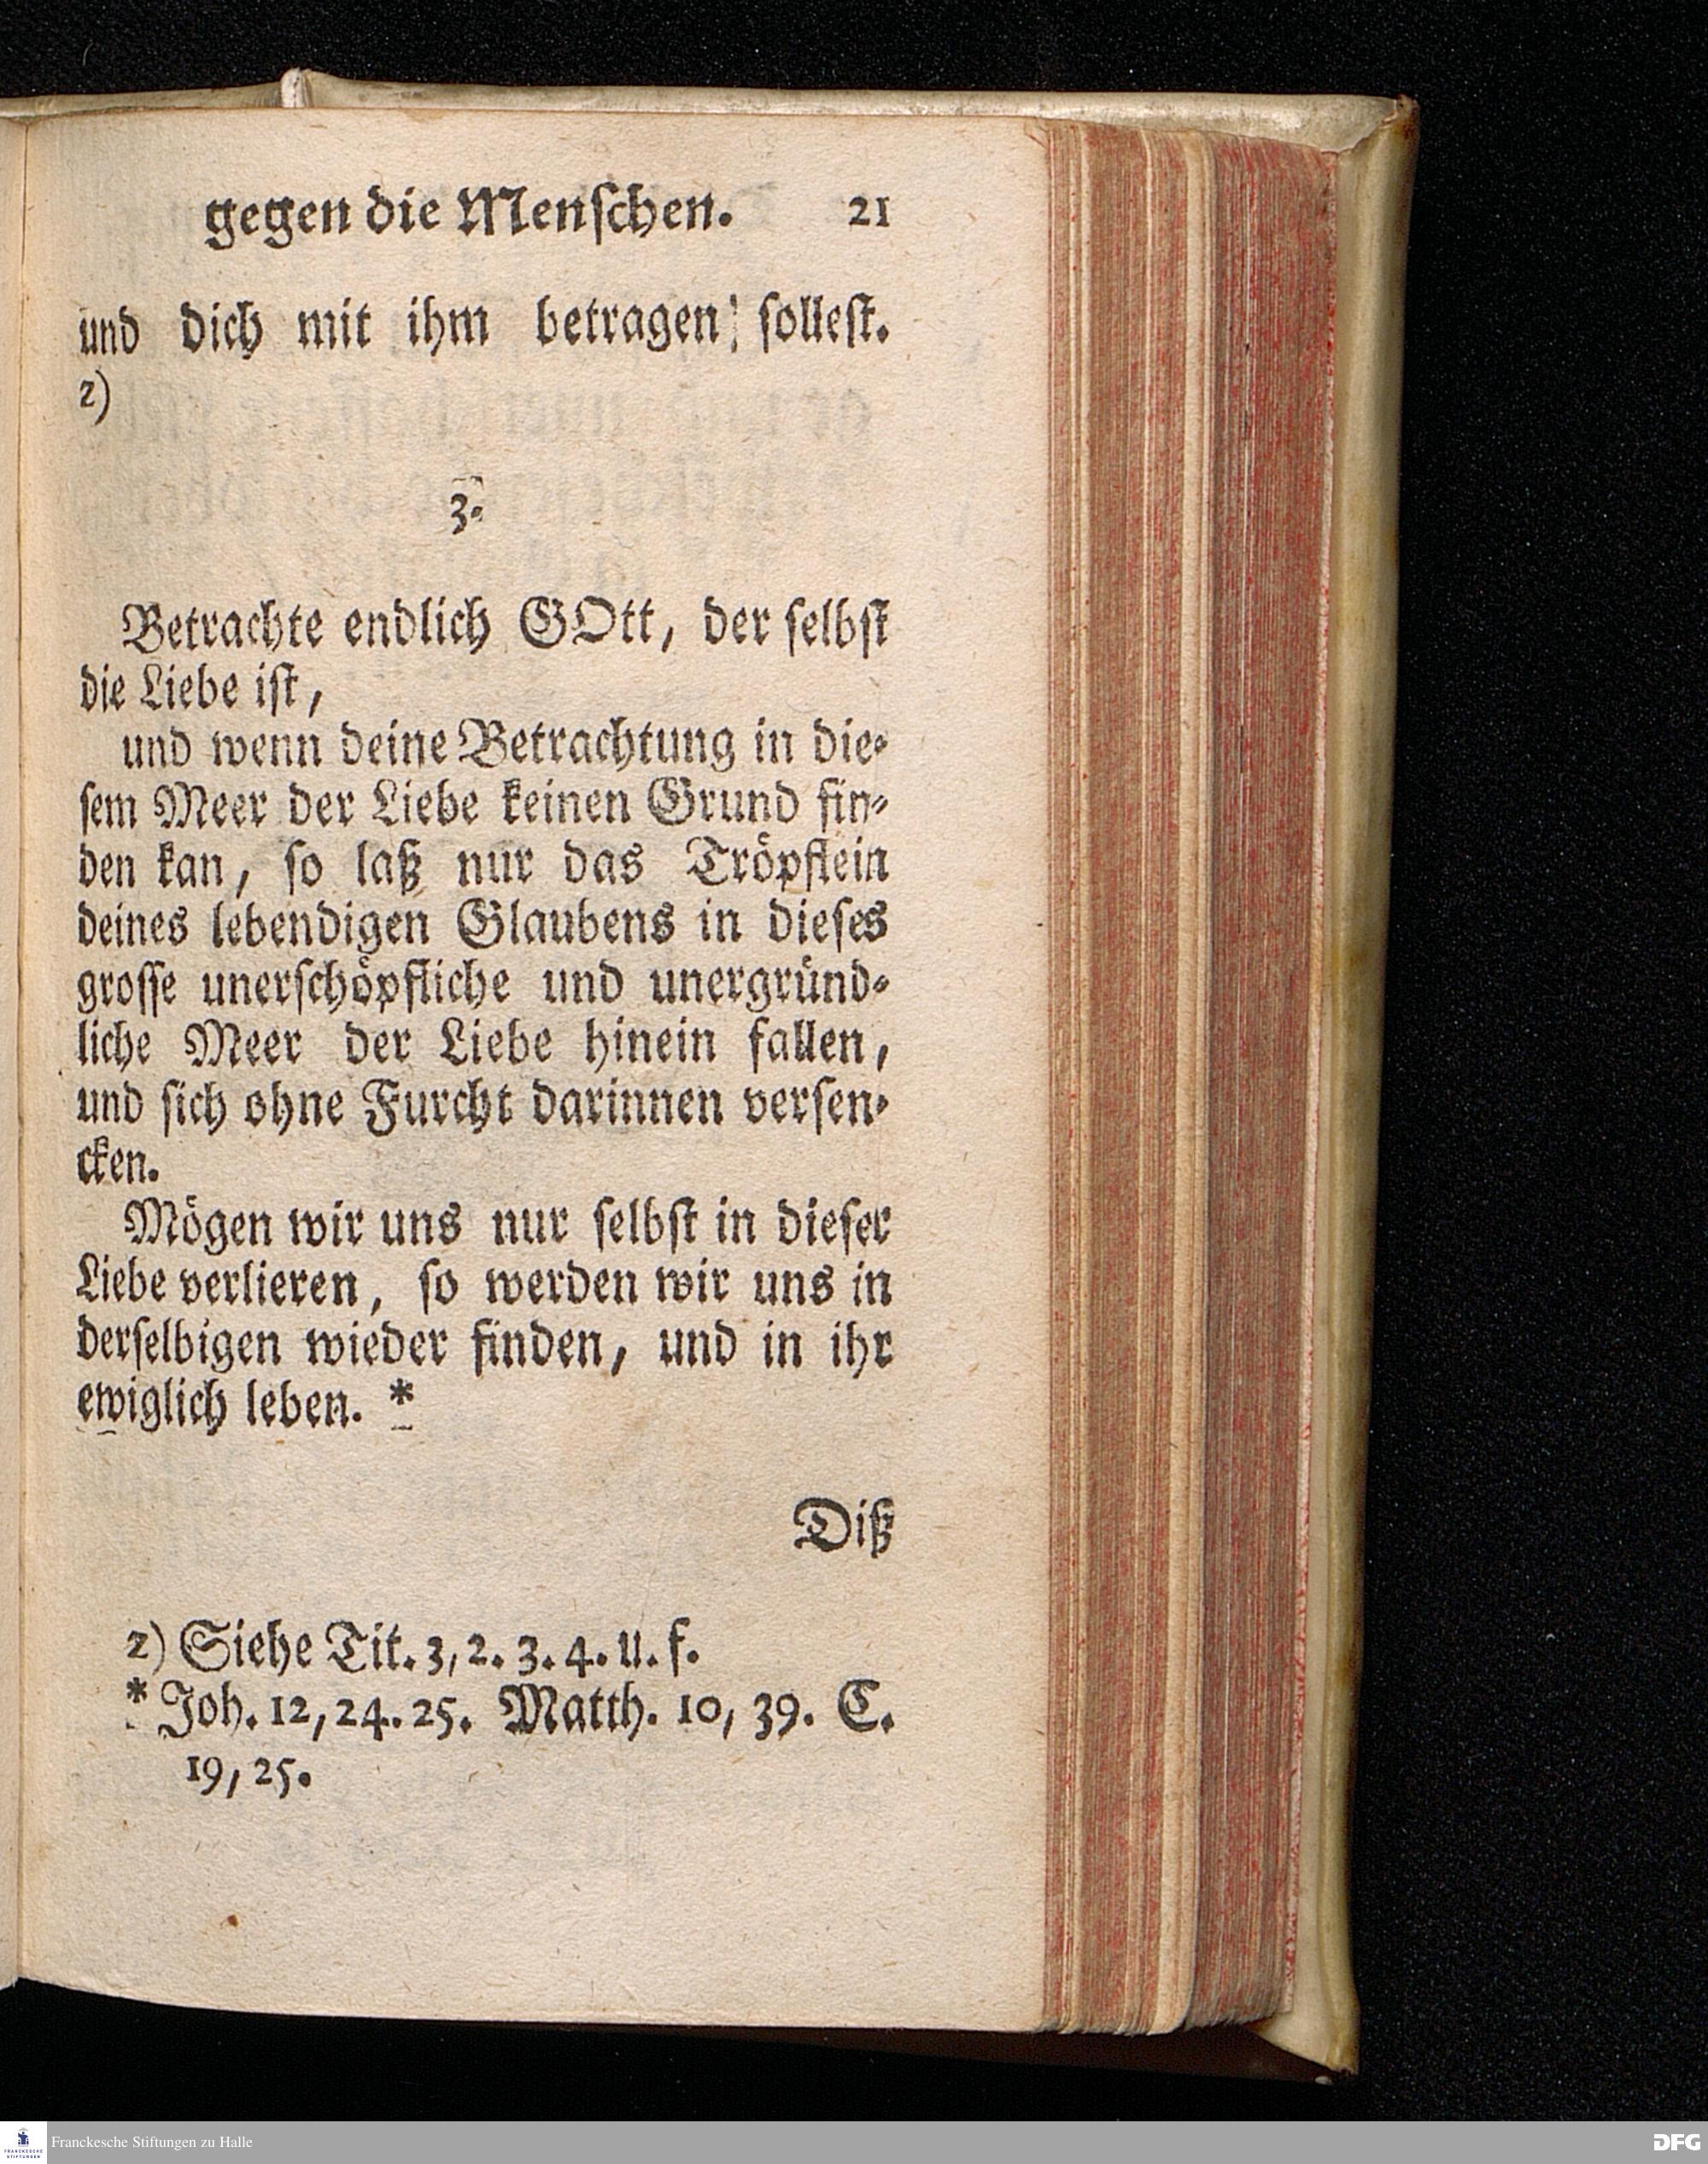 gegen die Menſchen. 21
und dich mit ihm betragen ſolleſt.
2)
3.
Betrachte endlich GOtt, der ſelbſt
die Liebe iſt,
und wenn deine Betrachtung in die⸗
ſem Meer der Liebe keinen Grund fin⸗
den kan, ſo laß nur das Tröpflein
deines lebendigen Glaubens in dieſes
groſſe unerſchöpfliche und unergründ⸗
liche Meer der Liebe hinein fallen,
und ſich ohne Furcht darinnen verſen⸗
cken.
Mögen wir uns nur ſelbſt in dieſer
Liebe verlieren, ſo werden wir uns in
derſelbigen wieder finden, und in ihr
ewiglich leben. *
Diß
2) Siehe Tit. 3, 2. 3. 4. u. f.
* Joh. 12, 24. 25. Matth. 10, 39. C.
19, 25.
FRANCKESCHE
STIFTUNGEN
Franckesche Stiftungen zu Halle
DFG